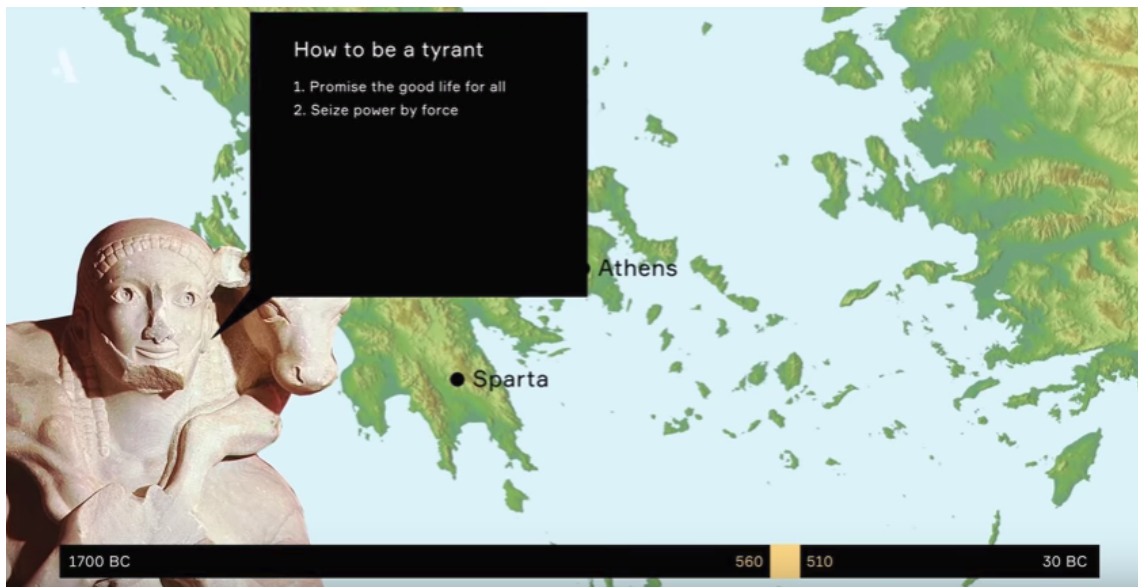 How to be a tyrant
1. Promise the good life for all
2. Seize power by force
Athens
Sparta
1700 BC
560
510
30 BC